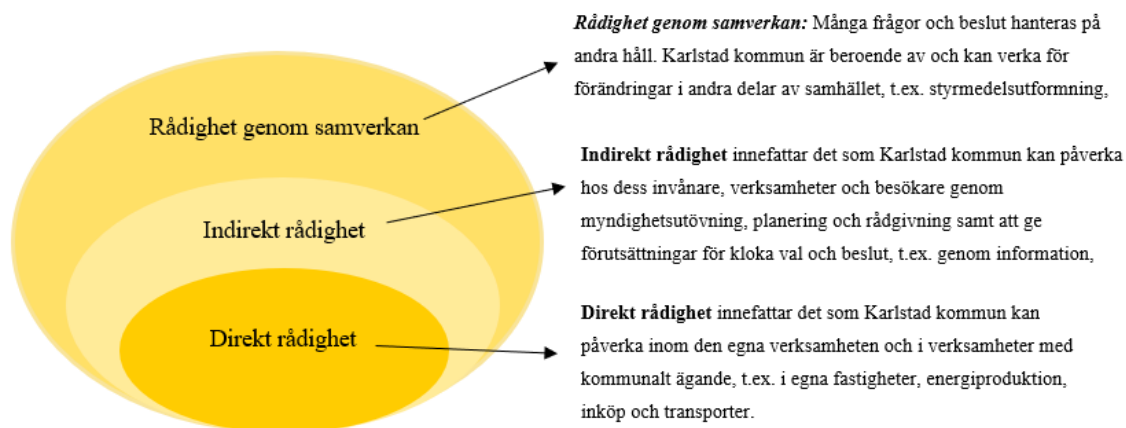 Rådighet genom samverkan
Indirekt rådighet
Direkt rådighet
Rådighet genom samverkan: Många frågor och beslut hanteras på
andra håll. Karlstad kommun är beroende av och kan verka för
förändringar i andra delar av samhället, t.ex. styrmedelsutformning,
Indirekt rådighet innefattar det som Karlstad kommun kan påverka
hos dess invånare, verksamheter och besökare genom
myndighetsutövning, planering och rådgivning samt att ge
förutsättningar för kloka val och beslut, t.ex. genom information,
Direkt rådighet innefattar det som Karlstad kommun kan
påverka inom den egna verksamheten och i verksamheter med
kommunalt ägande, t.ex. i egna fastigheter, energiproduktion,
inköp och transporter.